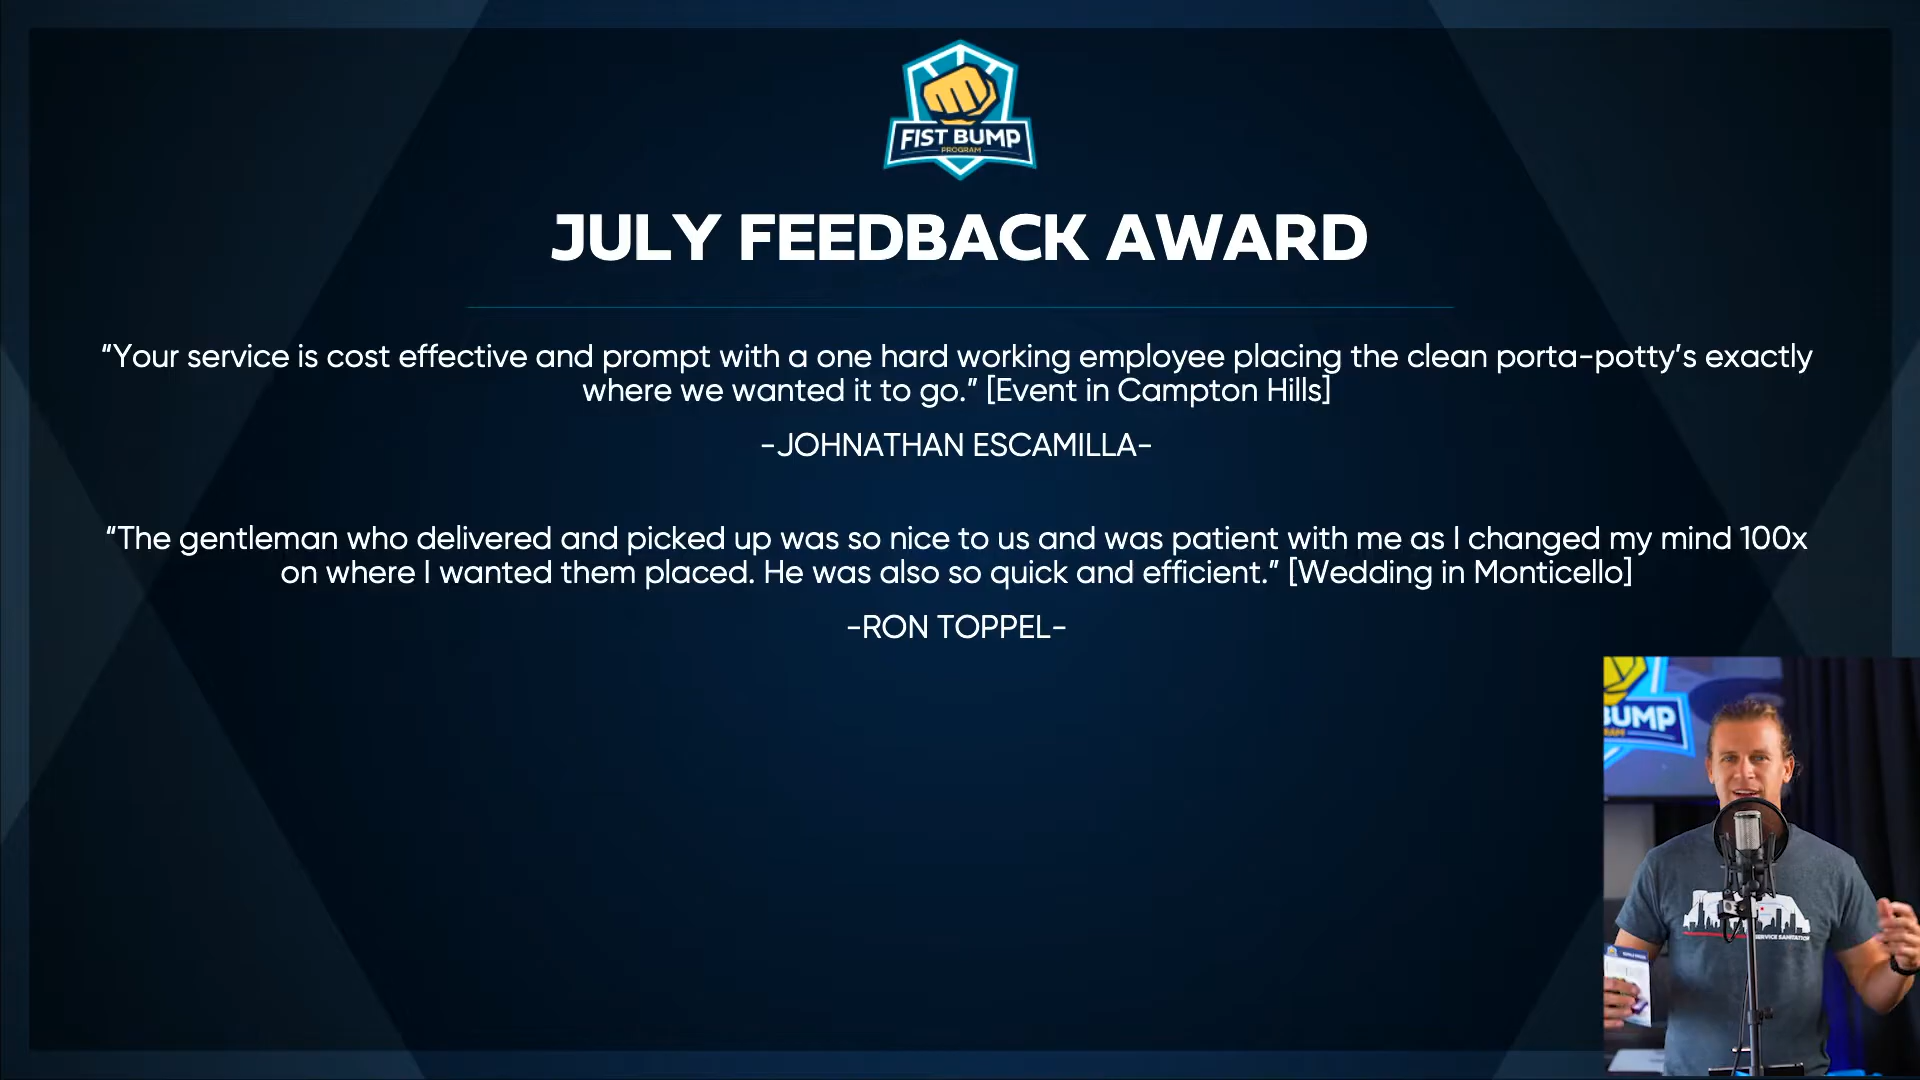 FIST BUMP
PROGRAM
JULY FEEDBACK AWARD
“Your service is cost effective and prompt with a one hard working employee placing the clean porta-potty’s exactly
where we wanted it to go.” [Event in Campton Hills]
-JOHNATHAN ESCAMILLA-
“The gentleman who delivered and picked up was so nice to us and was patient with me as I changed my mind 100x
on where I wanted them placed. He was also so quick and efficient.” [Wedding in Monticello]
-RON TOPPEL-
BUMP
SERVICE SANITATION